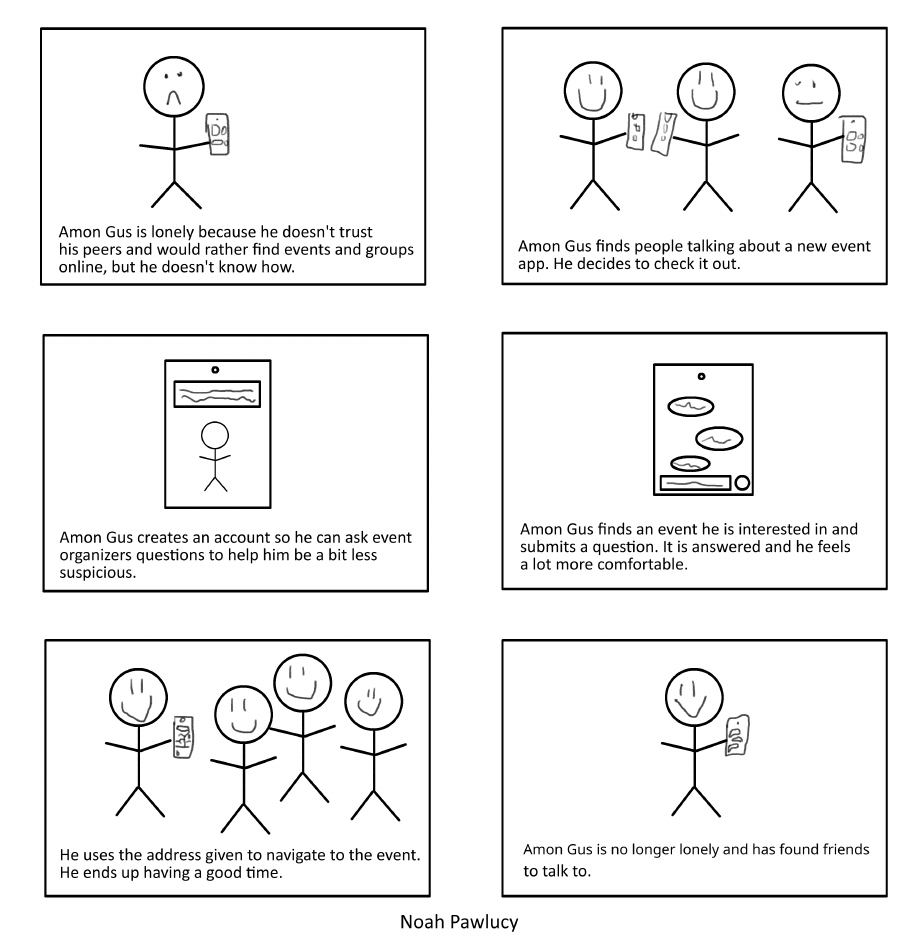 Amon Gus is lonely because he doesn't trust
his peers and would rather find events and groups
online, but he doesn't know how.
Amon Gus finds people talking about a new event
app. He decides to check it out.
Amon Gus creates an account so he can ask event
organizers questions to help him be a bit less
suspicious.
Amon Gus finds an event he is interested in and
submits a question. It is answered and he feels
a lot more comfortable.
He uses the address given to navigate to the event.
He ends up having a good time.
Amon Gus is no longer lonely and has found friends
to talk to.
Noah Pawlucy